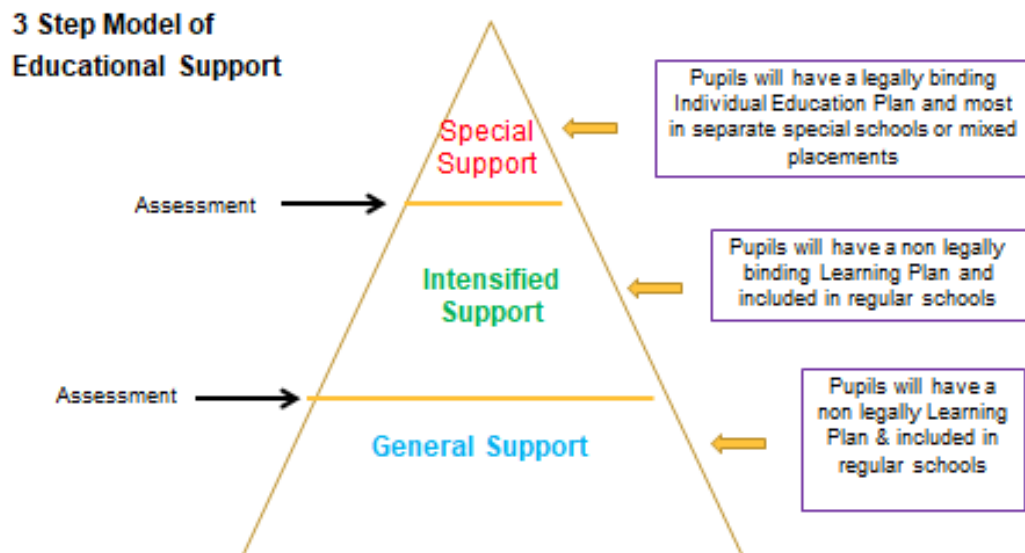 3 Step Model of
Educational Support
Pupils will have a legally binding
Individual Education Plan and most
in separate special schools or mixed
placements
Special
Support
Assessment
Pupils will have a non legally
binding Learning Plan and
included in regular schools
Intensified
Support
Assessment
Pupils will have a
non legally Learning
Plan & included in
regular schools
General Support